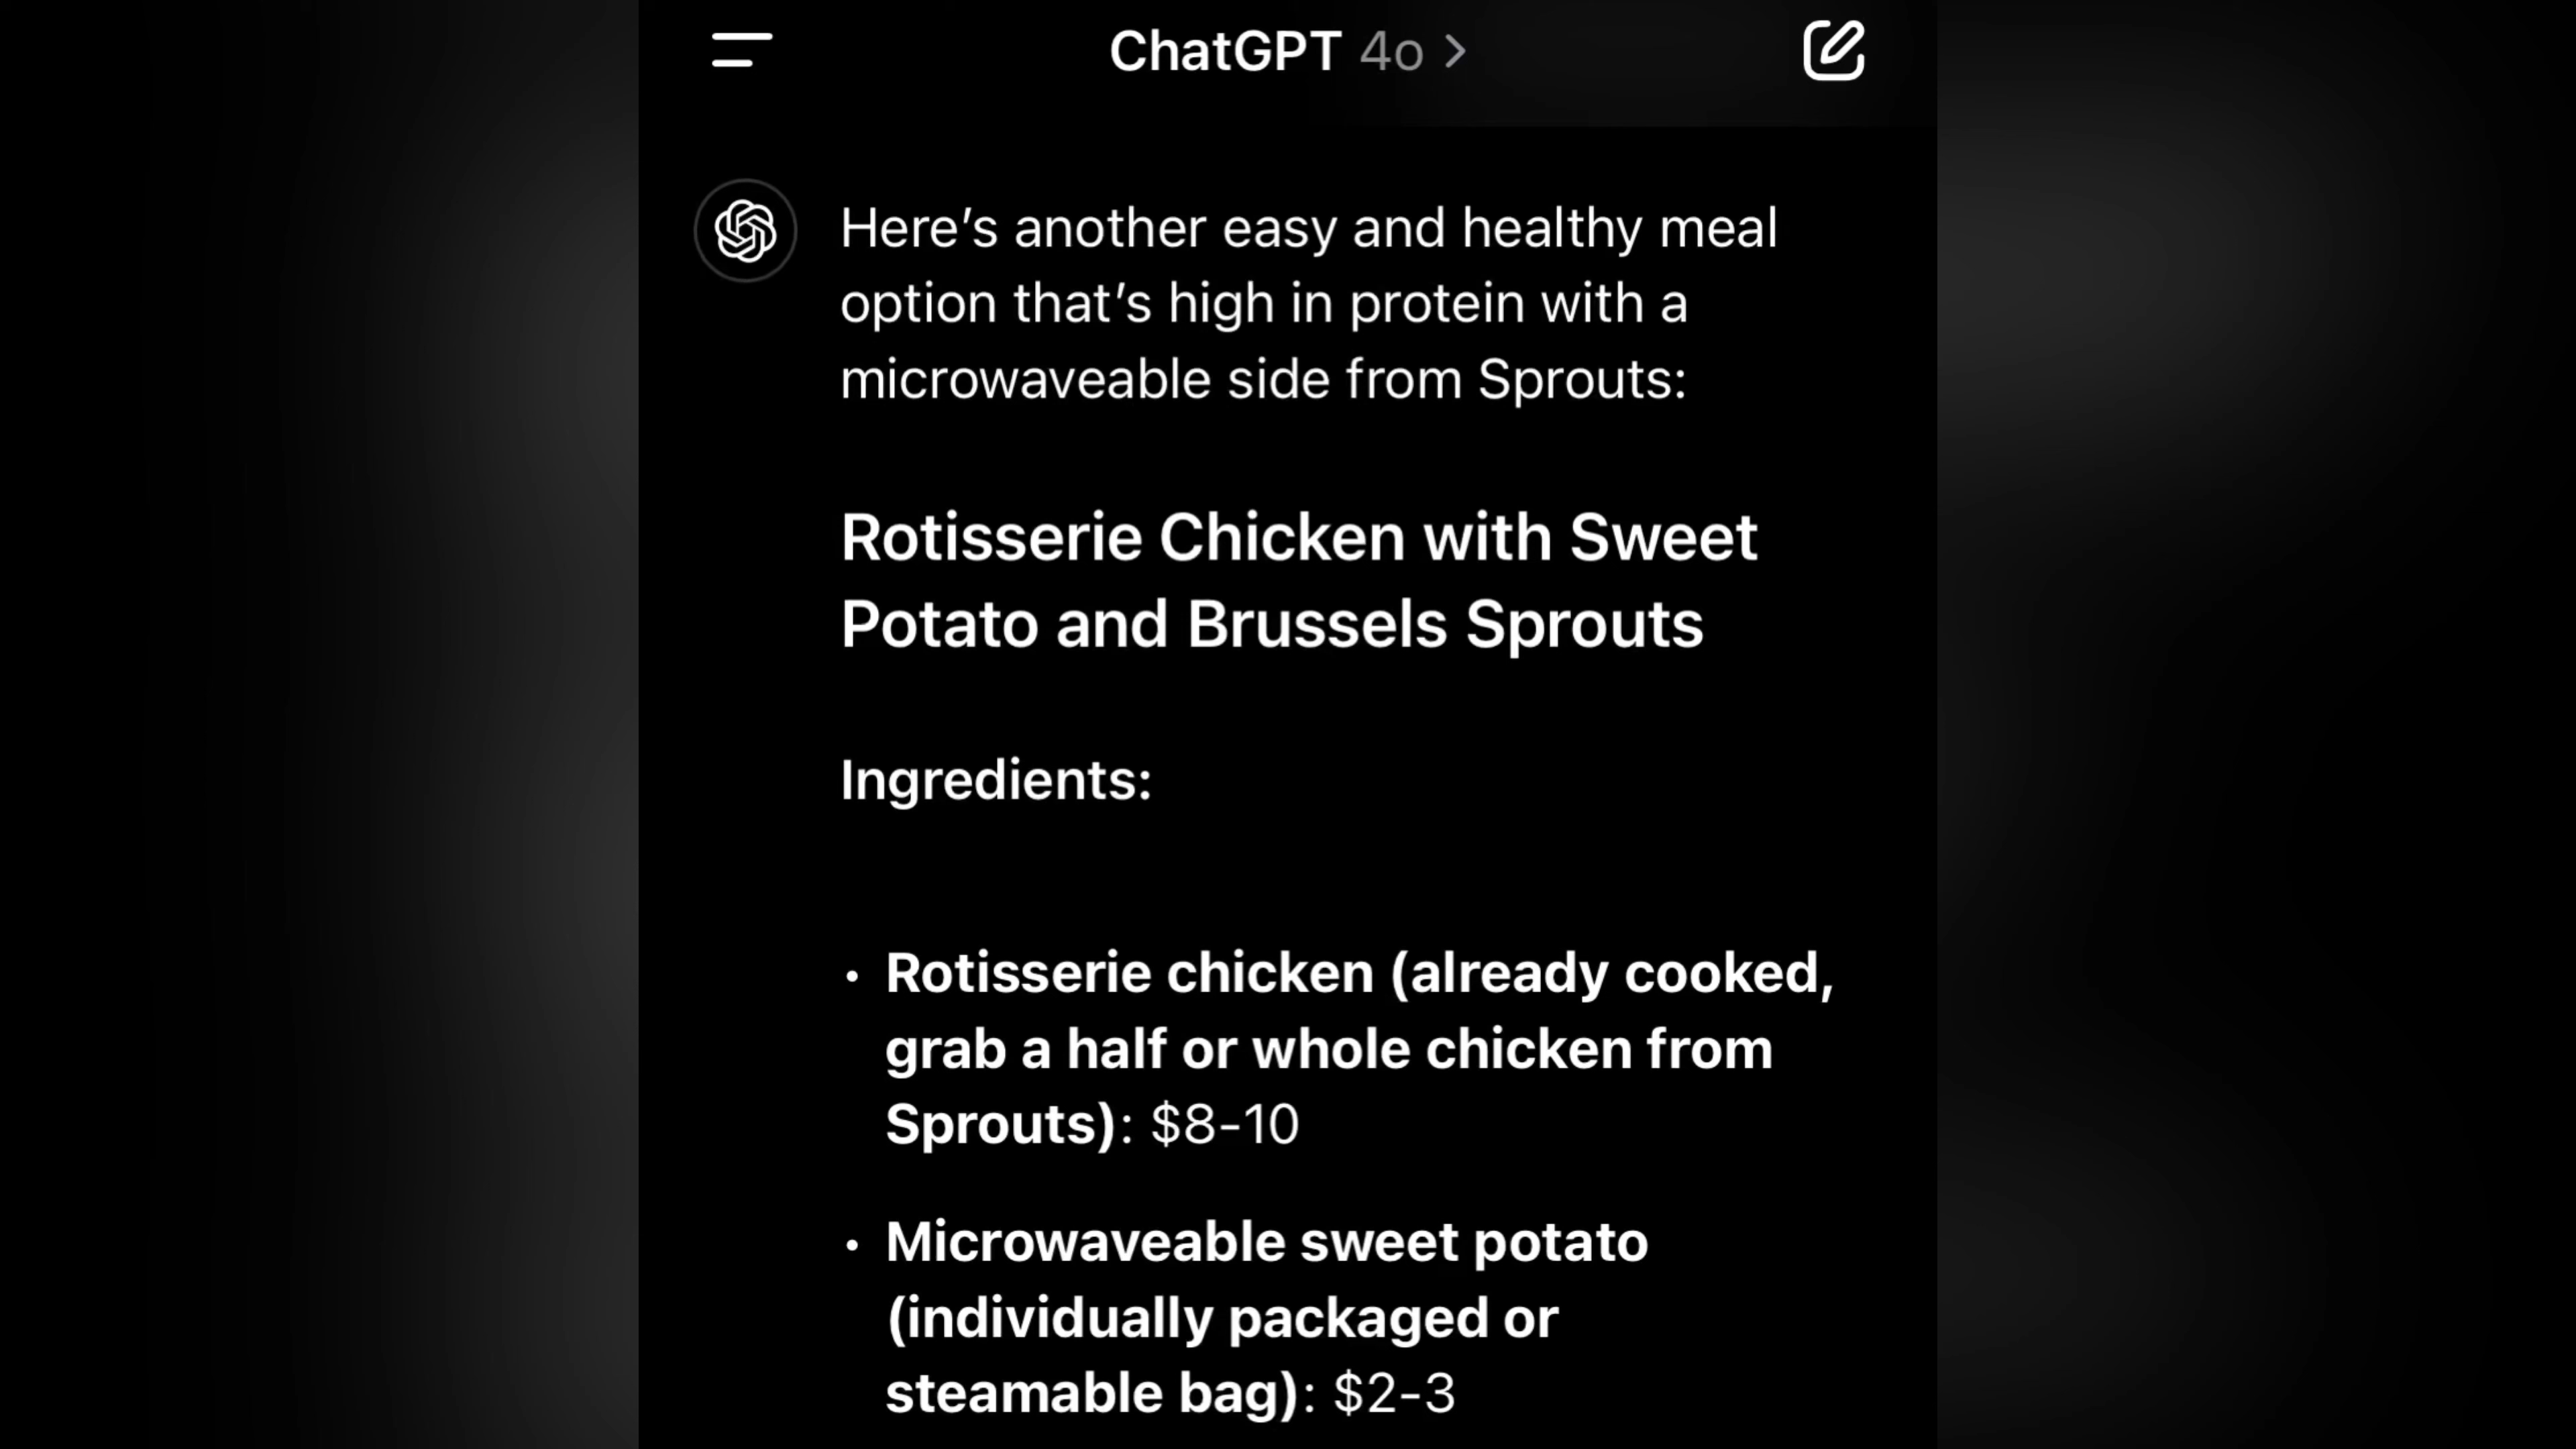 ChatGPT 4o >
Here’s another easy and healthy meal
option that’s high in protein with a
microwaveable side from Sprouts:
Rotisserie Chicken with Sweet
Potato and Brussels Sprouts
Ingredients:
• Rotisserie chicken (already cooked,
grab a half or whole chicken from
Sprouts): $8-10
• Microwaveable sweet potato
(individually packaged or
steamable bag): $2-3